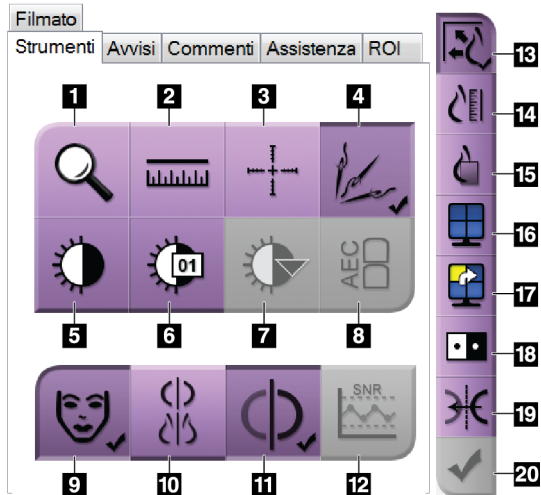 Filmato
Strumenti Avvisi Commenti Assistenza ROI
1 2 3 4
01
AEC
5 6 7 8
SNR
9 10 11 12
13
14
15
16
17
18
19
20